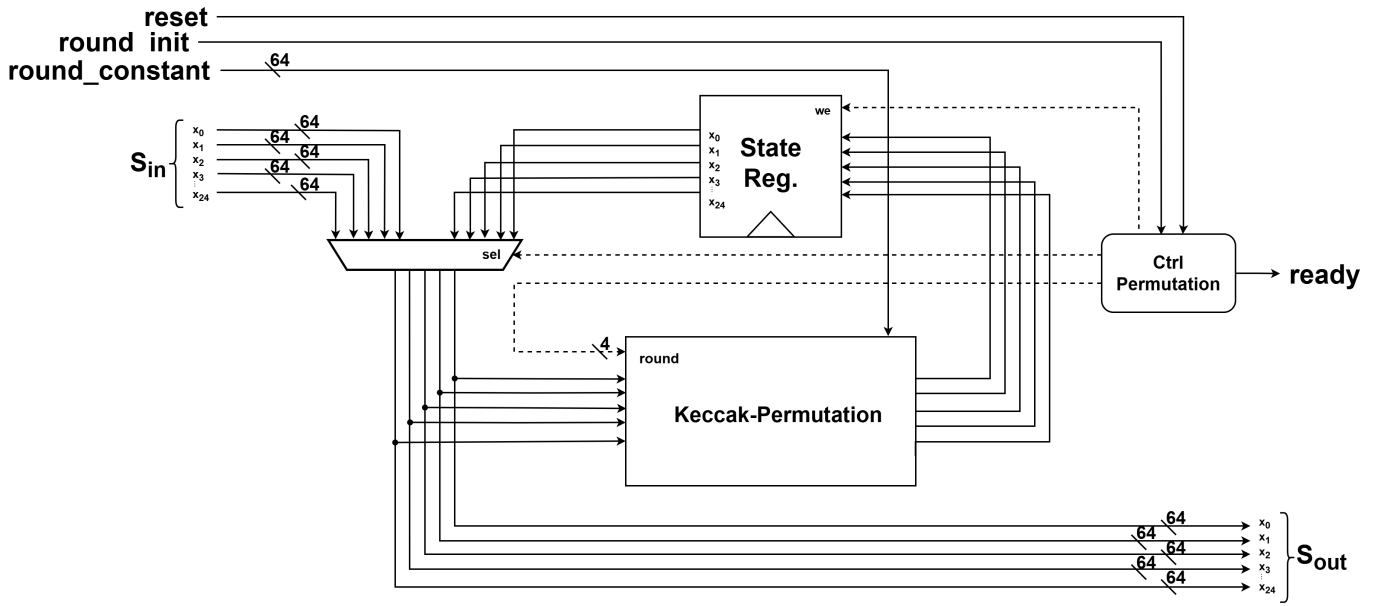 reset
round init
round_constant
64
we
State
Reg.
x0
x1
x2
x3
x24
Sin
x0
x1
x2
x3
x24
64
64
64
64
64
sel
Ctrl
Permutation
ready
4
round
Keccak-Permutation
64
64
64
64
64
x0
x1
x2
x3
x24
Sout